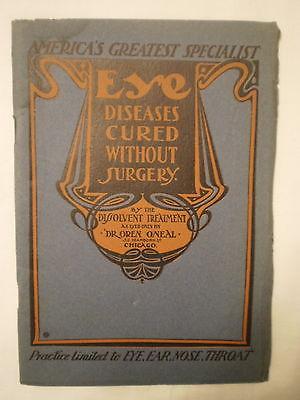 AMERICA'S GREATEST SPECIALIST
Eye
DISEASES
CURED
WITHOUT
SURGERY.
BY THE
DISSOLVENT TREATMENT
AS USED ONLY BY
DR. OREN ONEAL
52 DEARBORN ST
CHICAGO.
Practice Limited to EYE, EAR, NOSE, THROAT